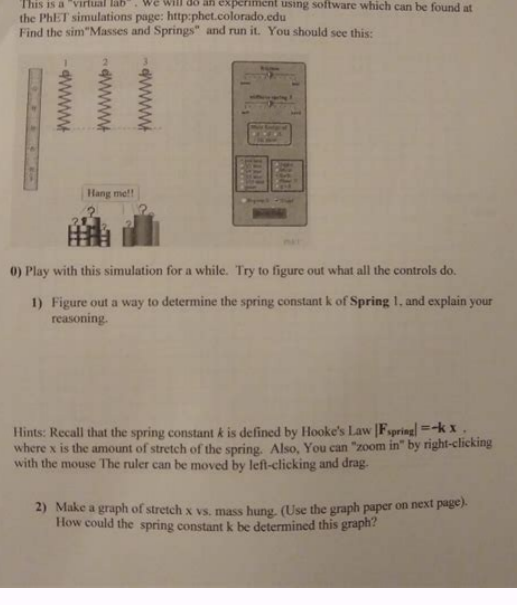 This is a "virtual lab". We will do an experiment using software which can be found at
the PhET simulations page: http:phet.colorado.edu
Find the sim"Masses and Springs" and run it. You should see this:
1 2 3
Hang me!!
? ? ?
PhET
0) Play with this simulation for a while. Try to figure out what all the controls do.
1) Figure out a way to determine the spring constant k of Spring 1, and explain your
reasoning.
Hints: Recall that the spring constant k is defined by Hooke's Law |Fspring| =-k x .
where x is the amount of stretch of the spring. Also, You can "zoom in" by right-clicking
with the mouse The ruler can be moved by left-clicking and drag.
2) Make a graph of stretch x vs. mass hung. (Use the graph paper on next page).
How could the spring constant k be determined this graph?